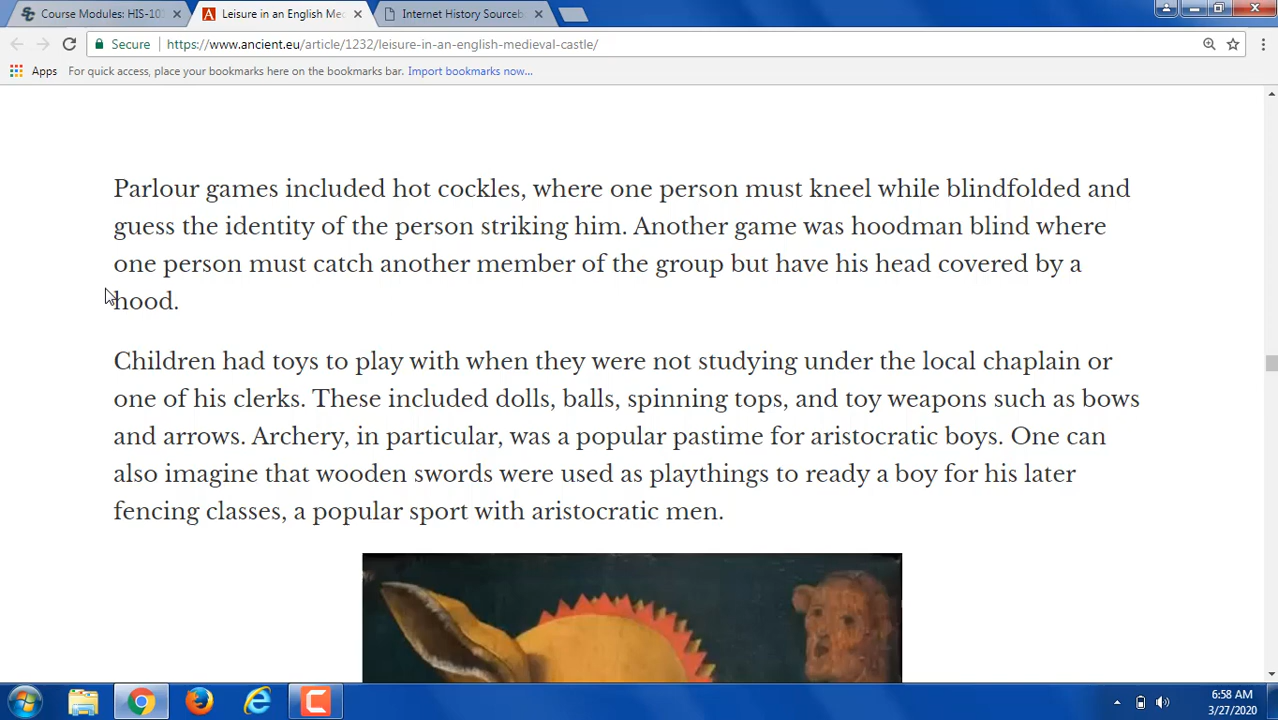 Course Modules: HIS-10
Leisure in an English Me
Internet History Sourceb
Secure
https://www.ancient.eu/article/1232/leisure-in-an-english-medieval-castle/
Apps
For quick access, place your bookmarks here on the bookmarks bar. Import bookmarks now...
Parlour games included hot cockles, where one person must kneel while blindfolded and
guess the identity of the person striking him. Another game was hoodman blind where
one person must catch another member of the group but have his head covered by a
hood.
Children had toys to play with when they were not studying under the local chaplain or
one of his clerks. These included dolls, balls, spinning tops, and toy weapons such as bows
and arrows. Archery, in particular, was a popular pastime for aristocratic boys. One can
also imagine that wooden swords were used as playthings to ready a boy for his later
fencing classes, a popular sport with aristocratic men.
6:58 AM
3/27/2020